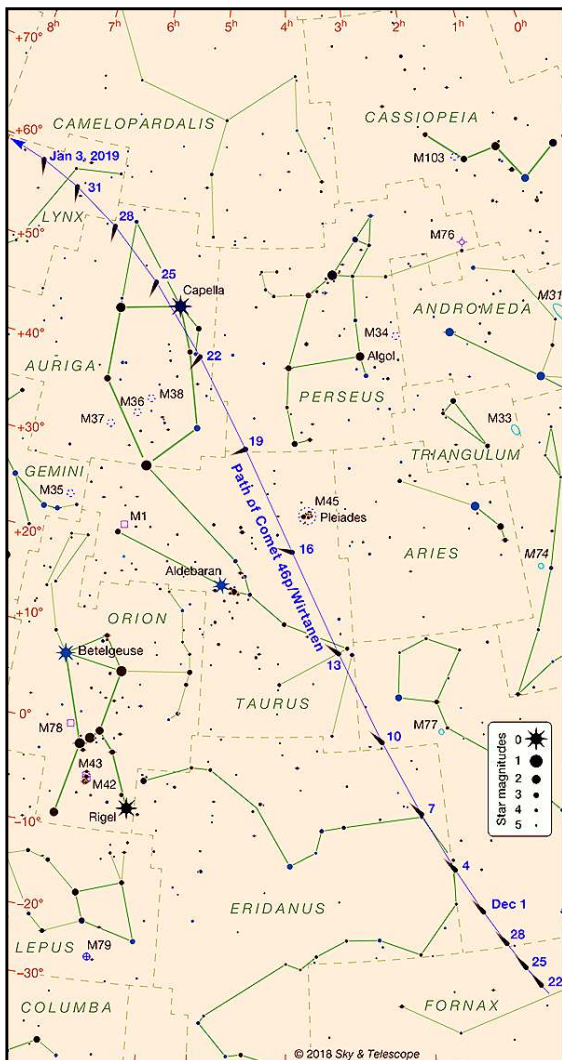 8h 7h 6h 5h 4h 3h 2h 1h 0h
+70°
CAMELOPARDALIS
CASSIOPEIA
+60°
M103
Jan 3, 2019
31
LYNX
28
M76
+50°
25
Capella
M31
ANDROMEDA
+40°
M34
22
Algol
AURIGA
PERSEUS
M38
M36
M37
M33
+30°
19
TRIANGULUM
GEMINI
M35
Path of Comet 46p/Wirtanen
M45
Pleiades
M1
+20°
16
ARIES
M74
Aldebaran
+10°
ORION
Betelgeuse
13
TAURUS
0°
M78
M77
10
Star magnitudes
0
1
2
3
4
5
M43
M42
Rigel
7
–10°
4
Dec 1
–20°
ERIDANUS
28
LEPUS
M79
25
–30°
22
COLUMBA
FORNAX
© 2018 Sky & Telescope